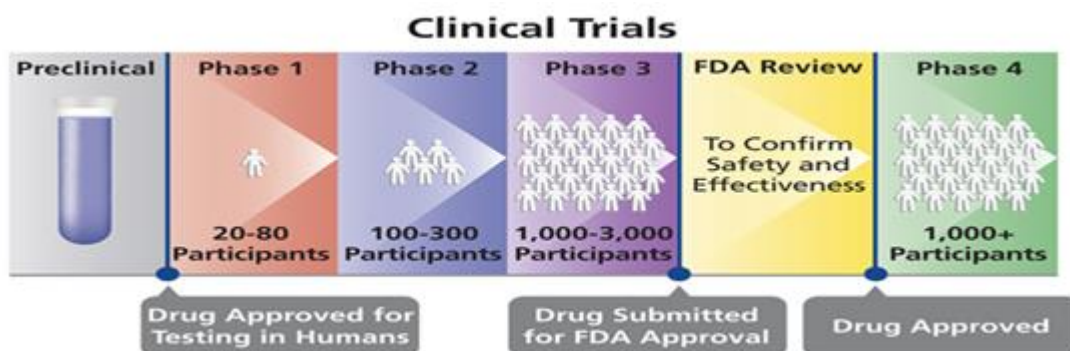 Clinical Trials
Preclinical
Phase 1
Phase 2
Phase 3
FDA Review
Phase 4
To Confirm
Safety and
Effectiveness
20-80
Participants
100-300
Participants
1,000-3,000
Participants
1,000+
Participants
Drug Approved for
Testing in Humans
Drug Submitted
for FDA Approval
Drug Approved